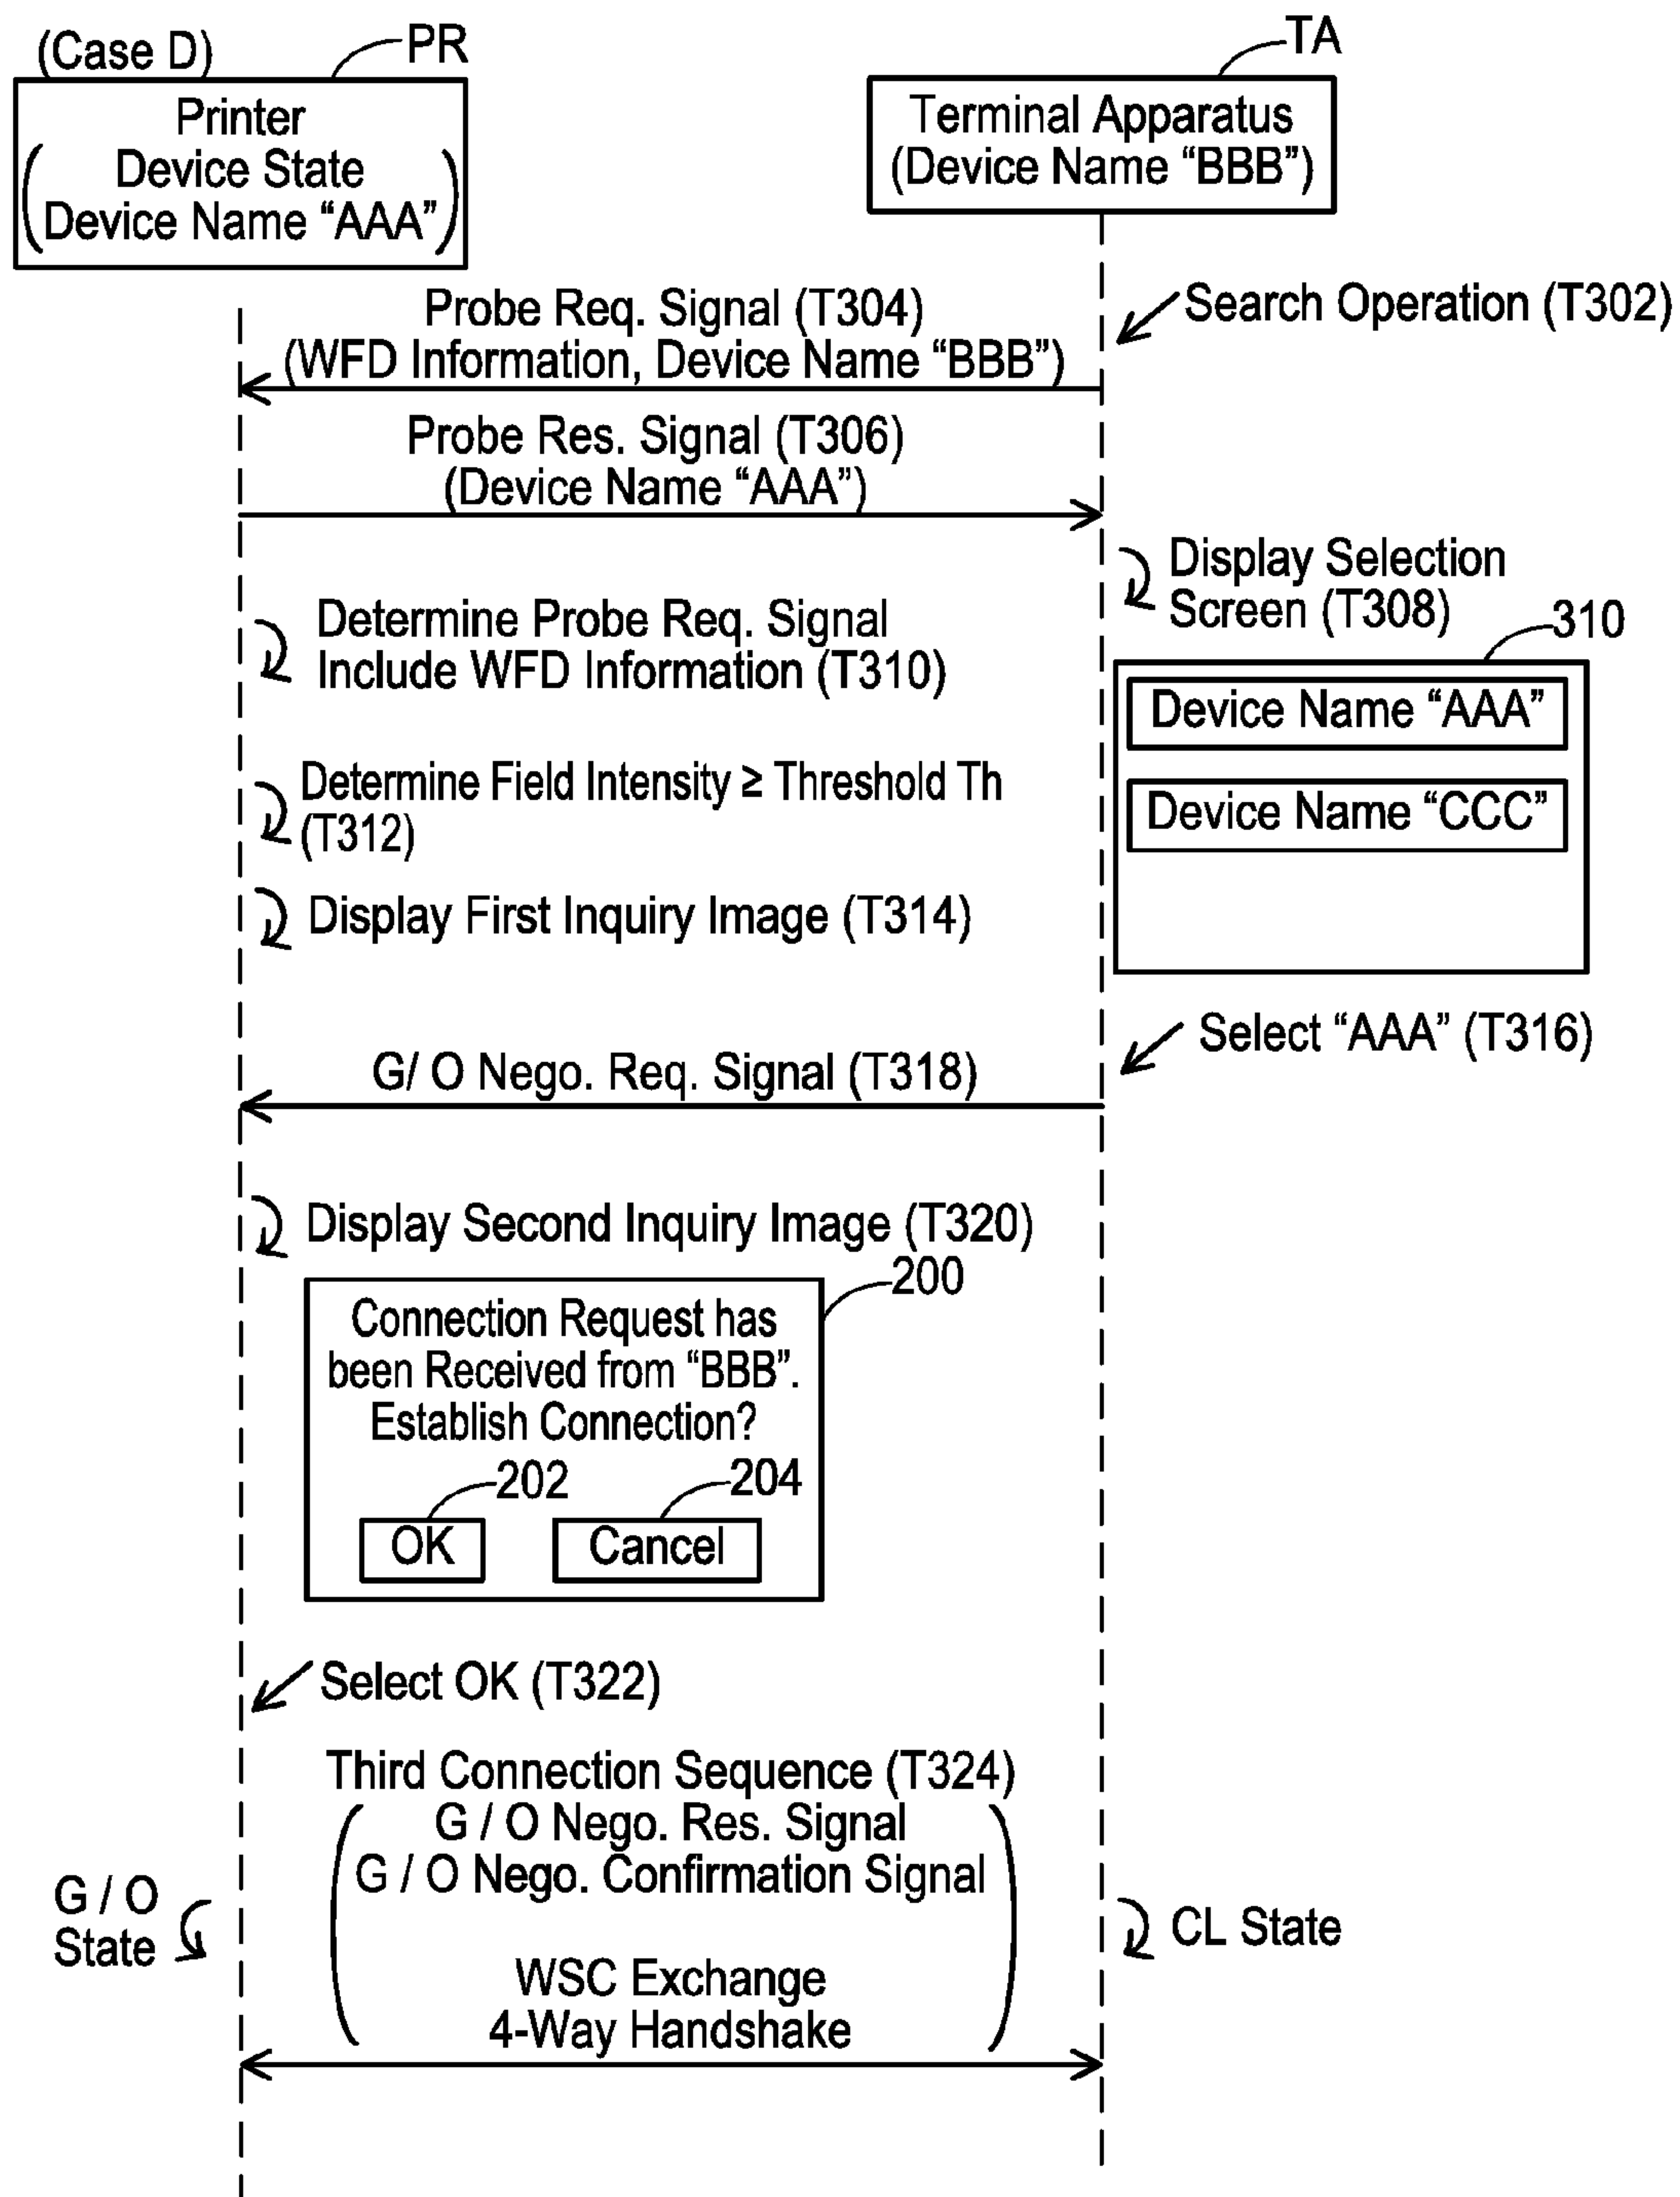 (Case D)
PR
Printer
Device State
Device Name “AAA”
TA
Terminal Apparatus
(Device Name “BBB”)
Search Operation (T302)
Probe Req. Signal (T304)
(WFD Information, Device Name “BBB”)
Probe Res. Signal (T306)
(Device Name “AAA”)
Display Selection
Screen (T308)
310
Device Name “AAA”
Device Name “CCC”
Determine Probe Req. Signal
Include WFD Information (T310)
Determine Field Intensity ≥ Threshold Th
(T312)
Display First Inquiry Image (T314)
Select “AAA” (T316)
G/ O Nego. Req. Signal (T318)
Display Second Inquiry Image (T320)
200
Connection Request has
been Received from “BBB”.
Establish Connection?
202
204
OK
Cancel
Select OK (T322)
Third Connection Sequence (T324)
G / O Nego. Res. Signal
G / O Nego. Confirmation Signal
WSC Exchange
4-Way Handshake
G / O
State
CL State